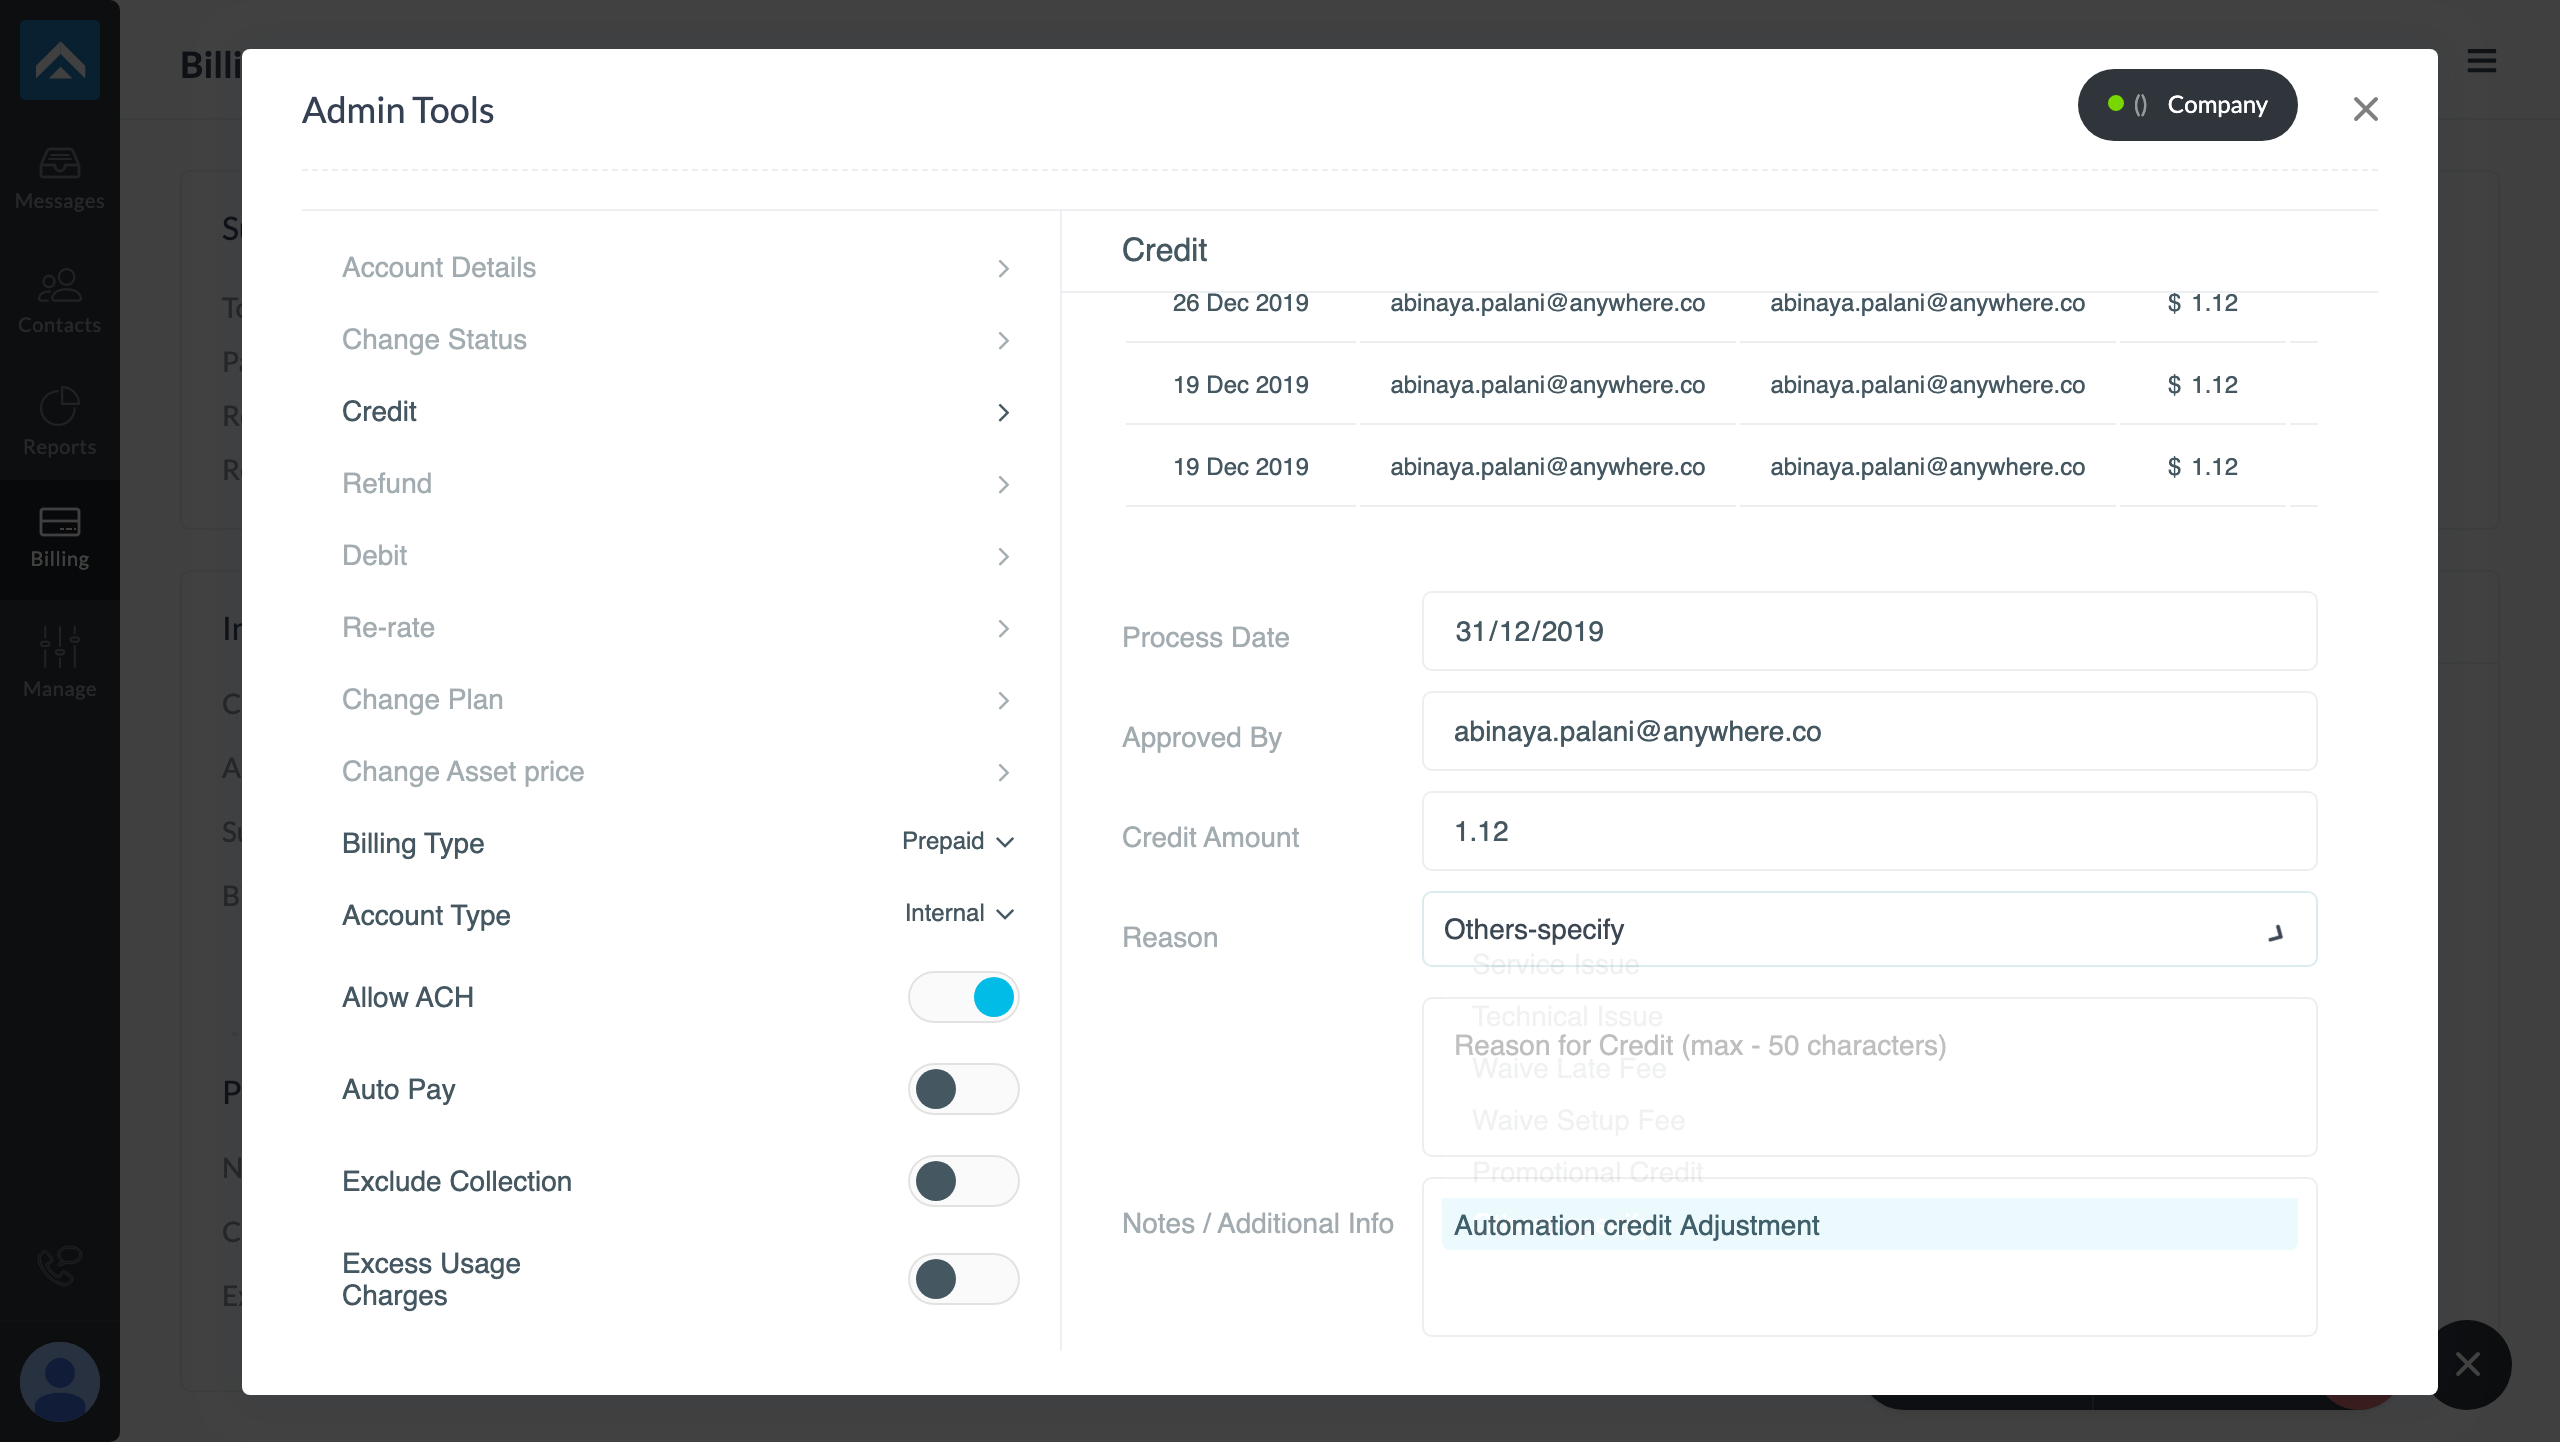 Billi
Admin Tools
() Company
Messages
Contacts
Reports
Billing
Manage
Account Details
Change Status
Credit
Refund
Debit
Re-rate
Change Plan
Change Asset price
Billing Type Prepaid
Account Type Internal
Allow ACH
Auto Pay
Exclude Collection
Excess Usage
Charges
Credit
26 Dec 2019 abinaya.palani@anywhere.co abinaya.palani@anywhere.co $ 1.12
19 Dec 2019 abinaya.palani@anywhere.co abinaya.palani@anywhere.co $ 1.12
19 Dec 2019 abinaya.palani@anywhere.co abinaya.palani@anywhere.co $ 1.12
Process Date 31/12/2019
Approved By abinaya.palani@anywhere.co
Credit Amount 1.12
Reason Others-specify
Service Issue
Technical Issue
Reason for Credit (max - 50 characters)
Waive Late Fee
Waive Setup Fee
Promotional Credit
Notes / Additional Info Automation credit Adjustment